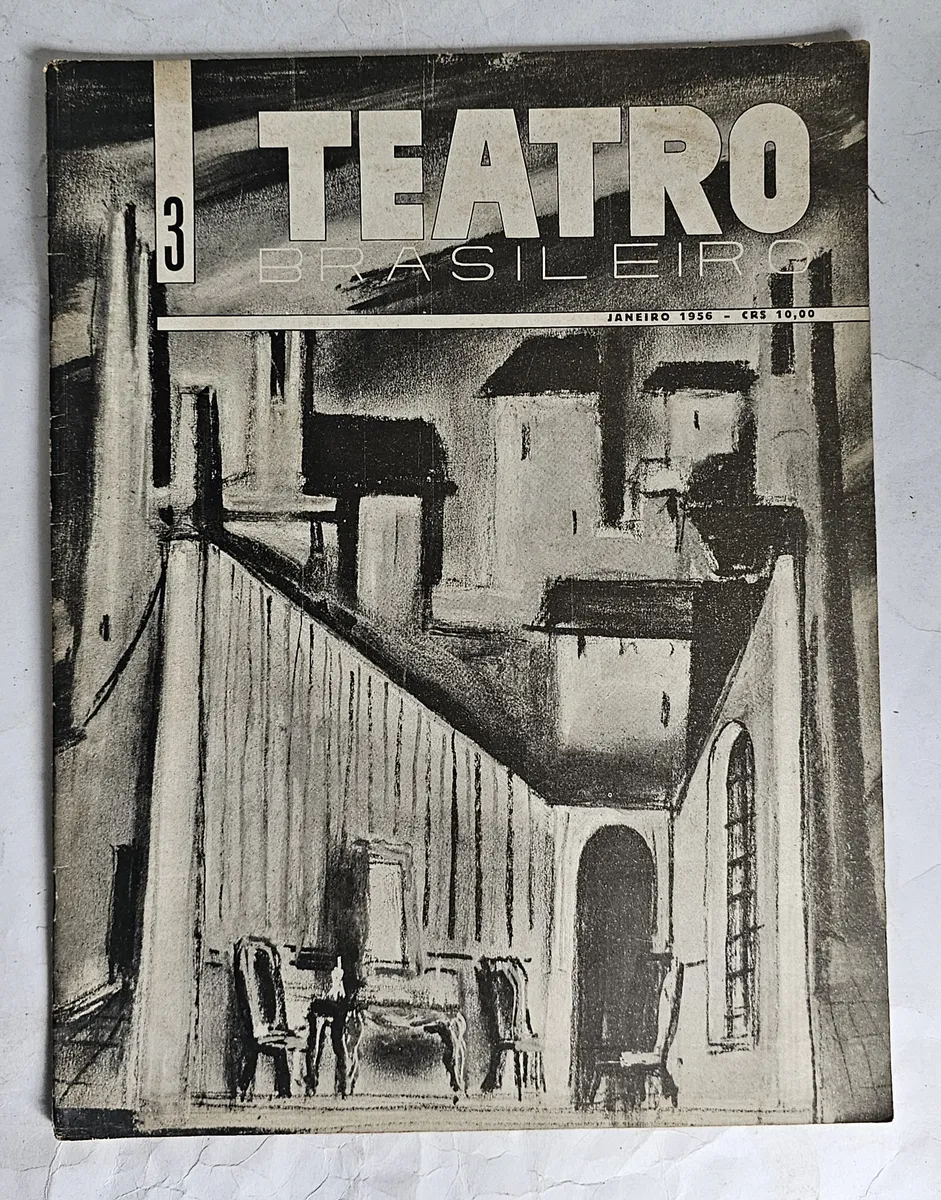 TEATRO
3
BRASILEIRO
JANEIRO 1956 – CR$ 10,00